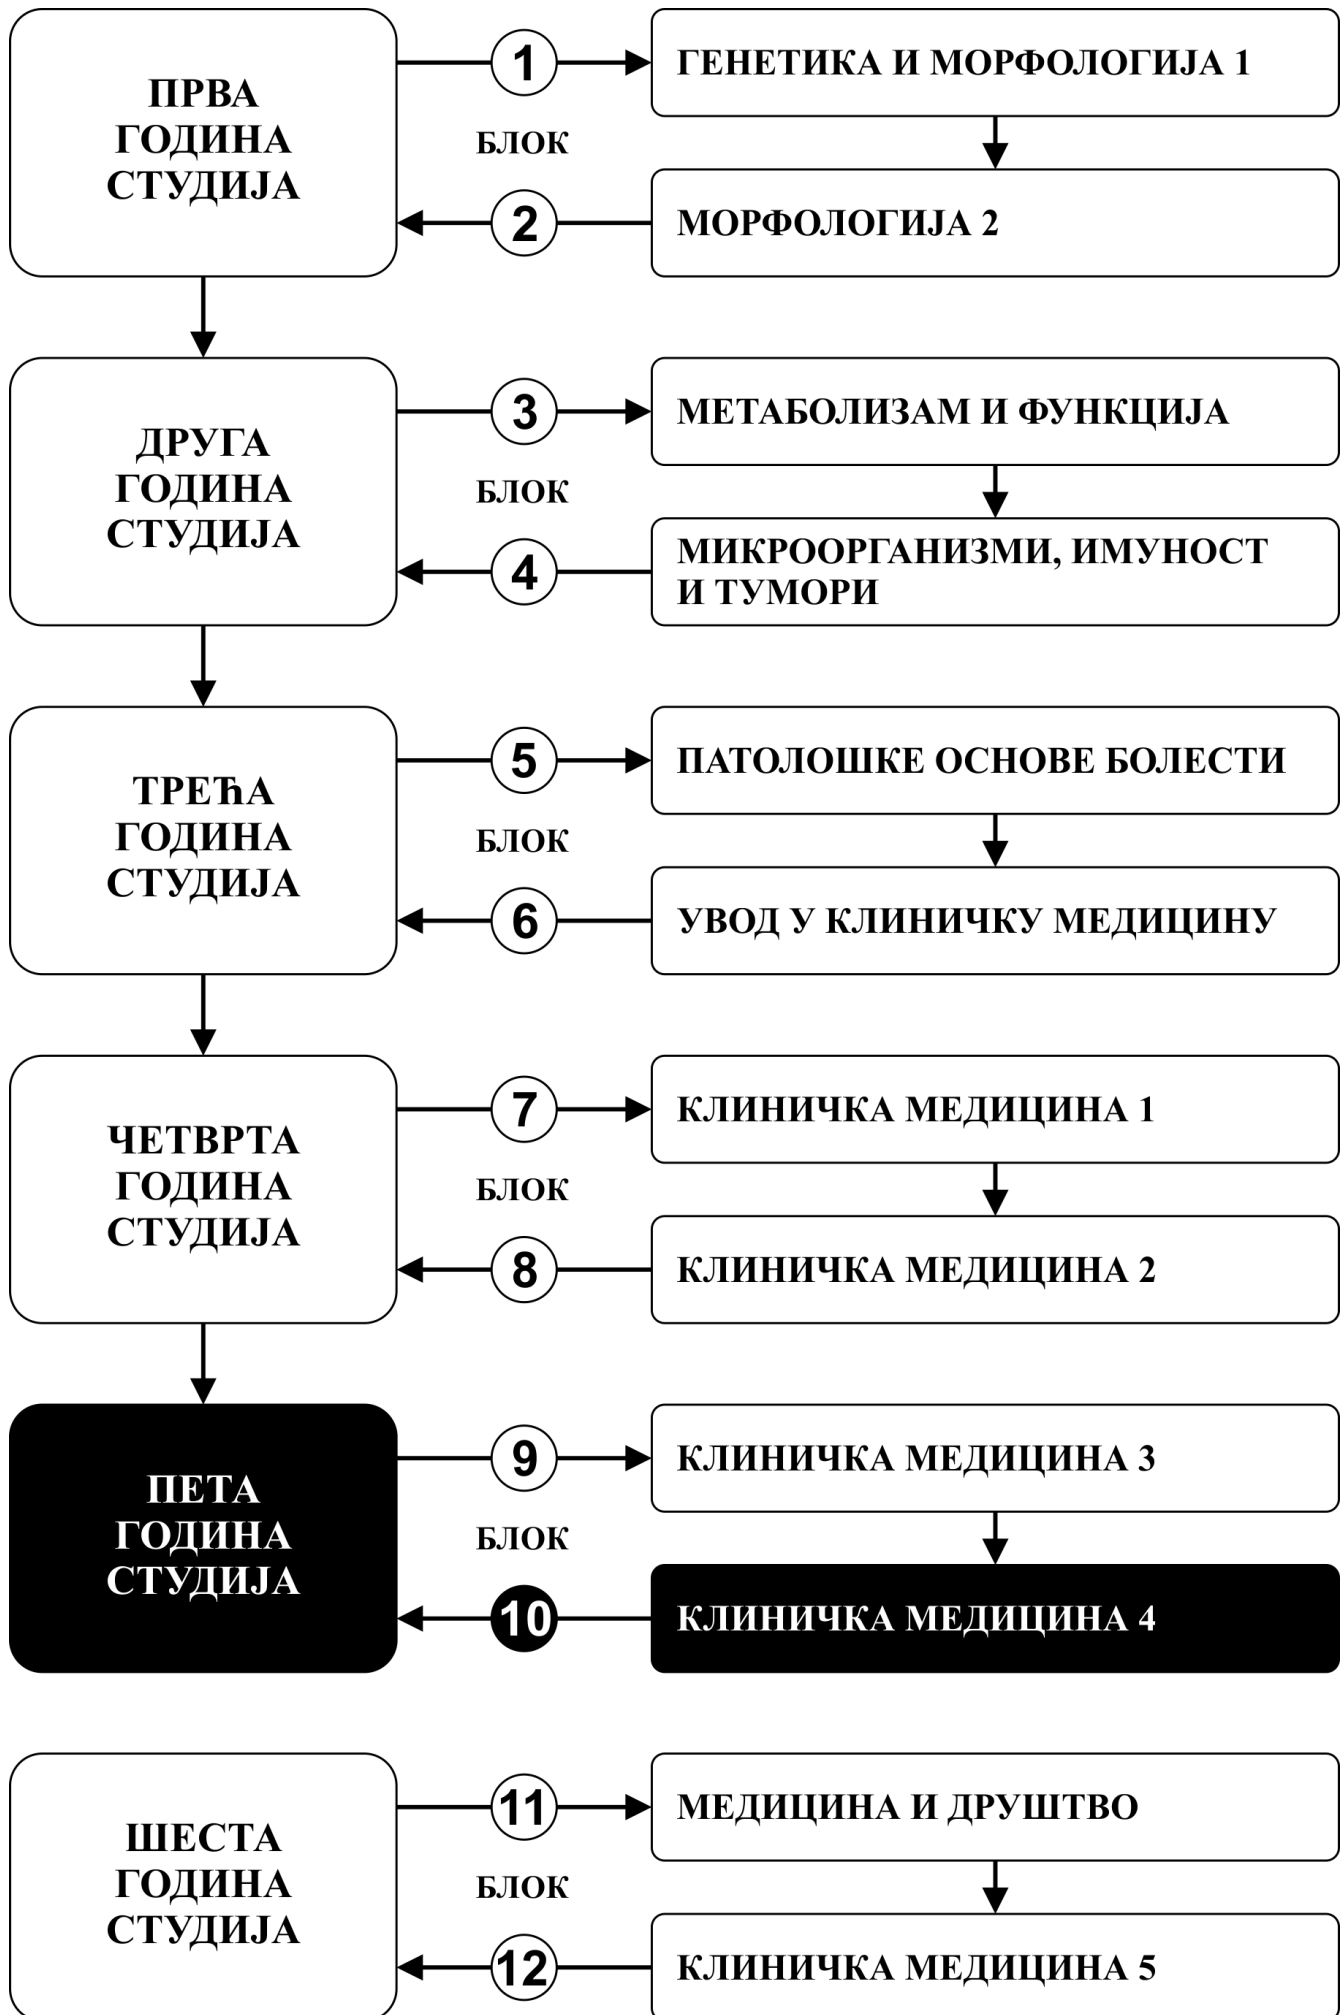 ПРВА
ГОДИНА
СТУДИЈА
1
БЛОК
2
ГЕНЕТИКА И МОРФОЛОГИЈА 1
МОРФОЛОГИЈА 2
ДРУГА
ГОДИНА
СТУДИЈА
3
БЛОК
4
МЕТАБОЛИЗАМ И ФУНКЦИЈА
МИКРООРГАНИЗМИ, ИМУНОСТ
И ТУМОРИ
ТРЕЋА
ГОДИНА
СТУДИЈА
5
БЛОК
6
ПАТОЛОШКЕ ОСНОВЕ БОЛЕСТИ
УВОД У КЛИНИЧКУ МЕДИЦИНУ
ЧЕТВРТА
ГОДИНА
СТУДИЈА
7
БЛОК
8
КЛИНИЧКА МЕДИЦИНА 1
КЛИНИЧКА МЕДИЦИНА 2
ПЕТА
ГОДИНА
СТУДИЈА
9
БЛОК
10
КЛИНИЧКА МЕДИЦИНА 3
КЛИНИЧКА МЕДИЦИНА 4
ШЕСТА
ГОДИНА
СТУДИЈА
11
БЛОК
12
МЕДИЦИНА И ДРУШТВО
КЛИНИЧКА МЕДИЦИНА 5